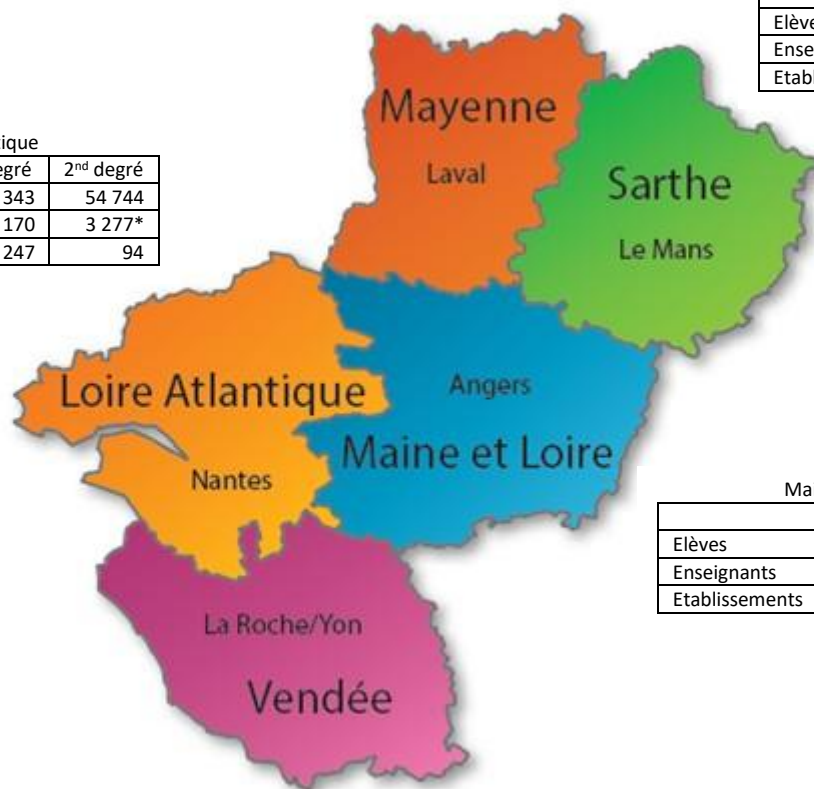 Elève
Ense
Etabl
tique
egré 2nd degré
343 54 744
170 3 277*
247 94
Mayenne
Laval
Sarthe
Le Mans
Loire Atlantique
Nantes
Angers
Maine et Loire
Ma
Elèves
Enseignants
Etablissements
La Roche/Yon
Vendée